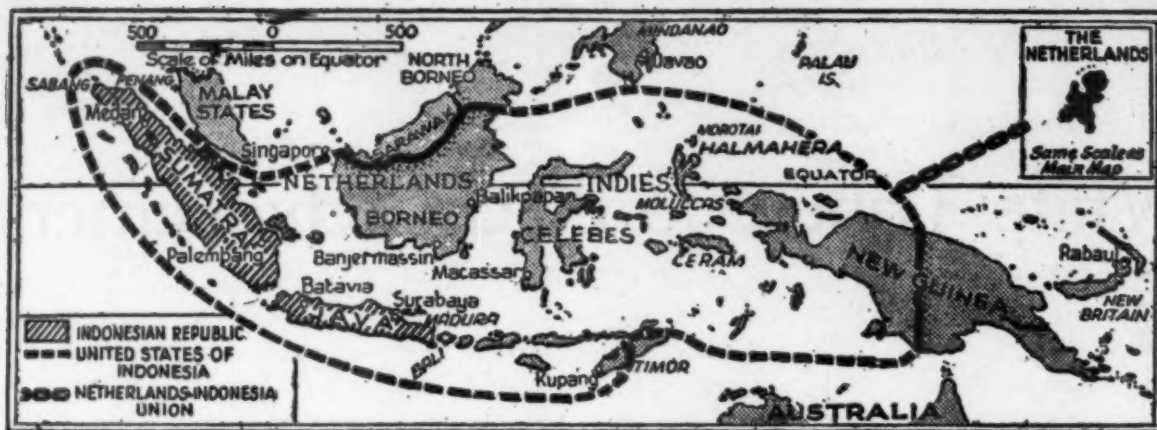 500 0 500
Scale of Miles on Equator
MINDANAO
Davao
PALAU
IS.
THE
NETHERLANDS
Same Scale as
Main Map
NORTH
BORNEO
SABANG
PENANG
Medan
MALAY
STATES
SARAWAK
Singapore
MOROTAI
HALMAHERA
EQUATOR
SUMATRA
NETHERLANDS INDIES
Balikpapan
MOLUCCAS
BORNEO
CELEBES
Palembang
Banjermassin
Macassar
CERAM
NEW GUINEA
Rabaul
NEW
BRITAIN
Batavia
Surabaya
JAVA
MADURA
BALI
Kupang
TIMOR
AUSTRALIA
INDONESIAN REPUBLIC
UNITED STATES OF
INDONESIA
NETHERLANDS-INDONESIA
UNION